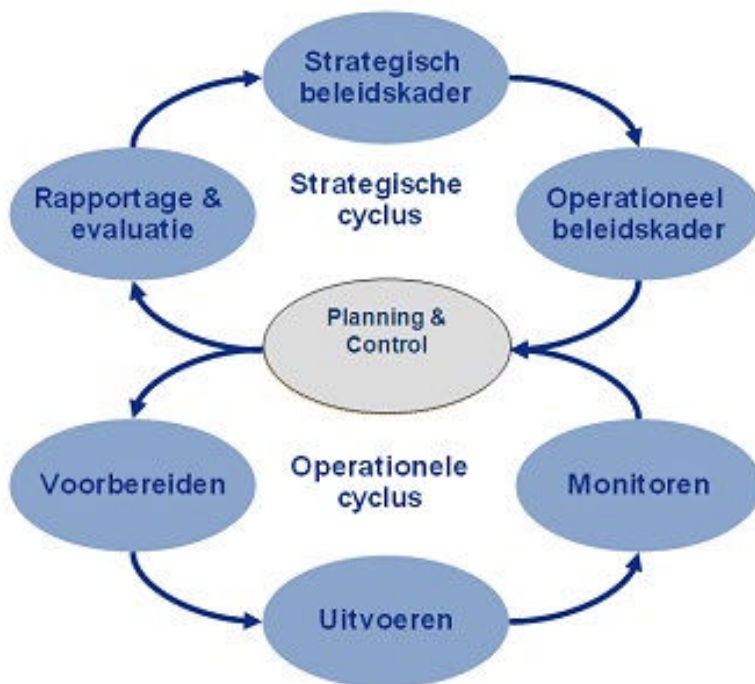 Strategisch
beleidskader
Rapportage &
evaluatie
Strategische
cyclus
Operationeel
beleidskader
Planning &
Control
Voorbereiden
Operationele
cyclus
Monitoren
Uitvoeren